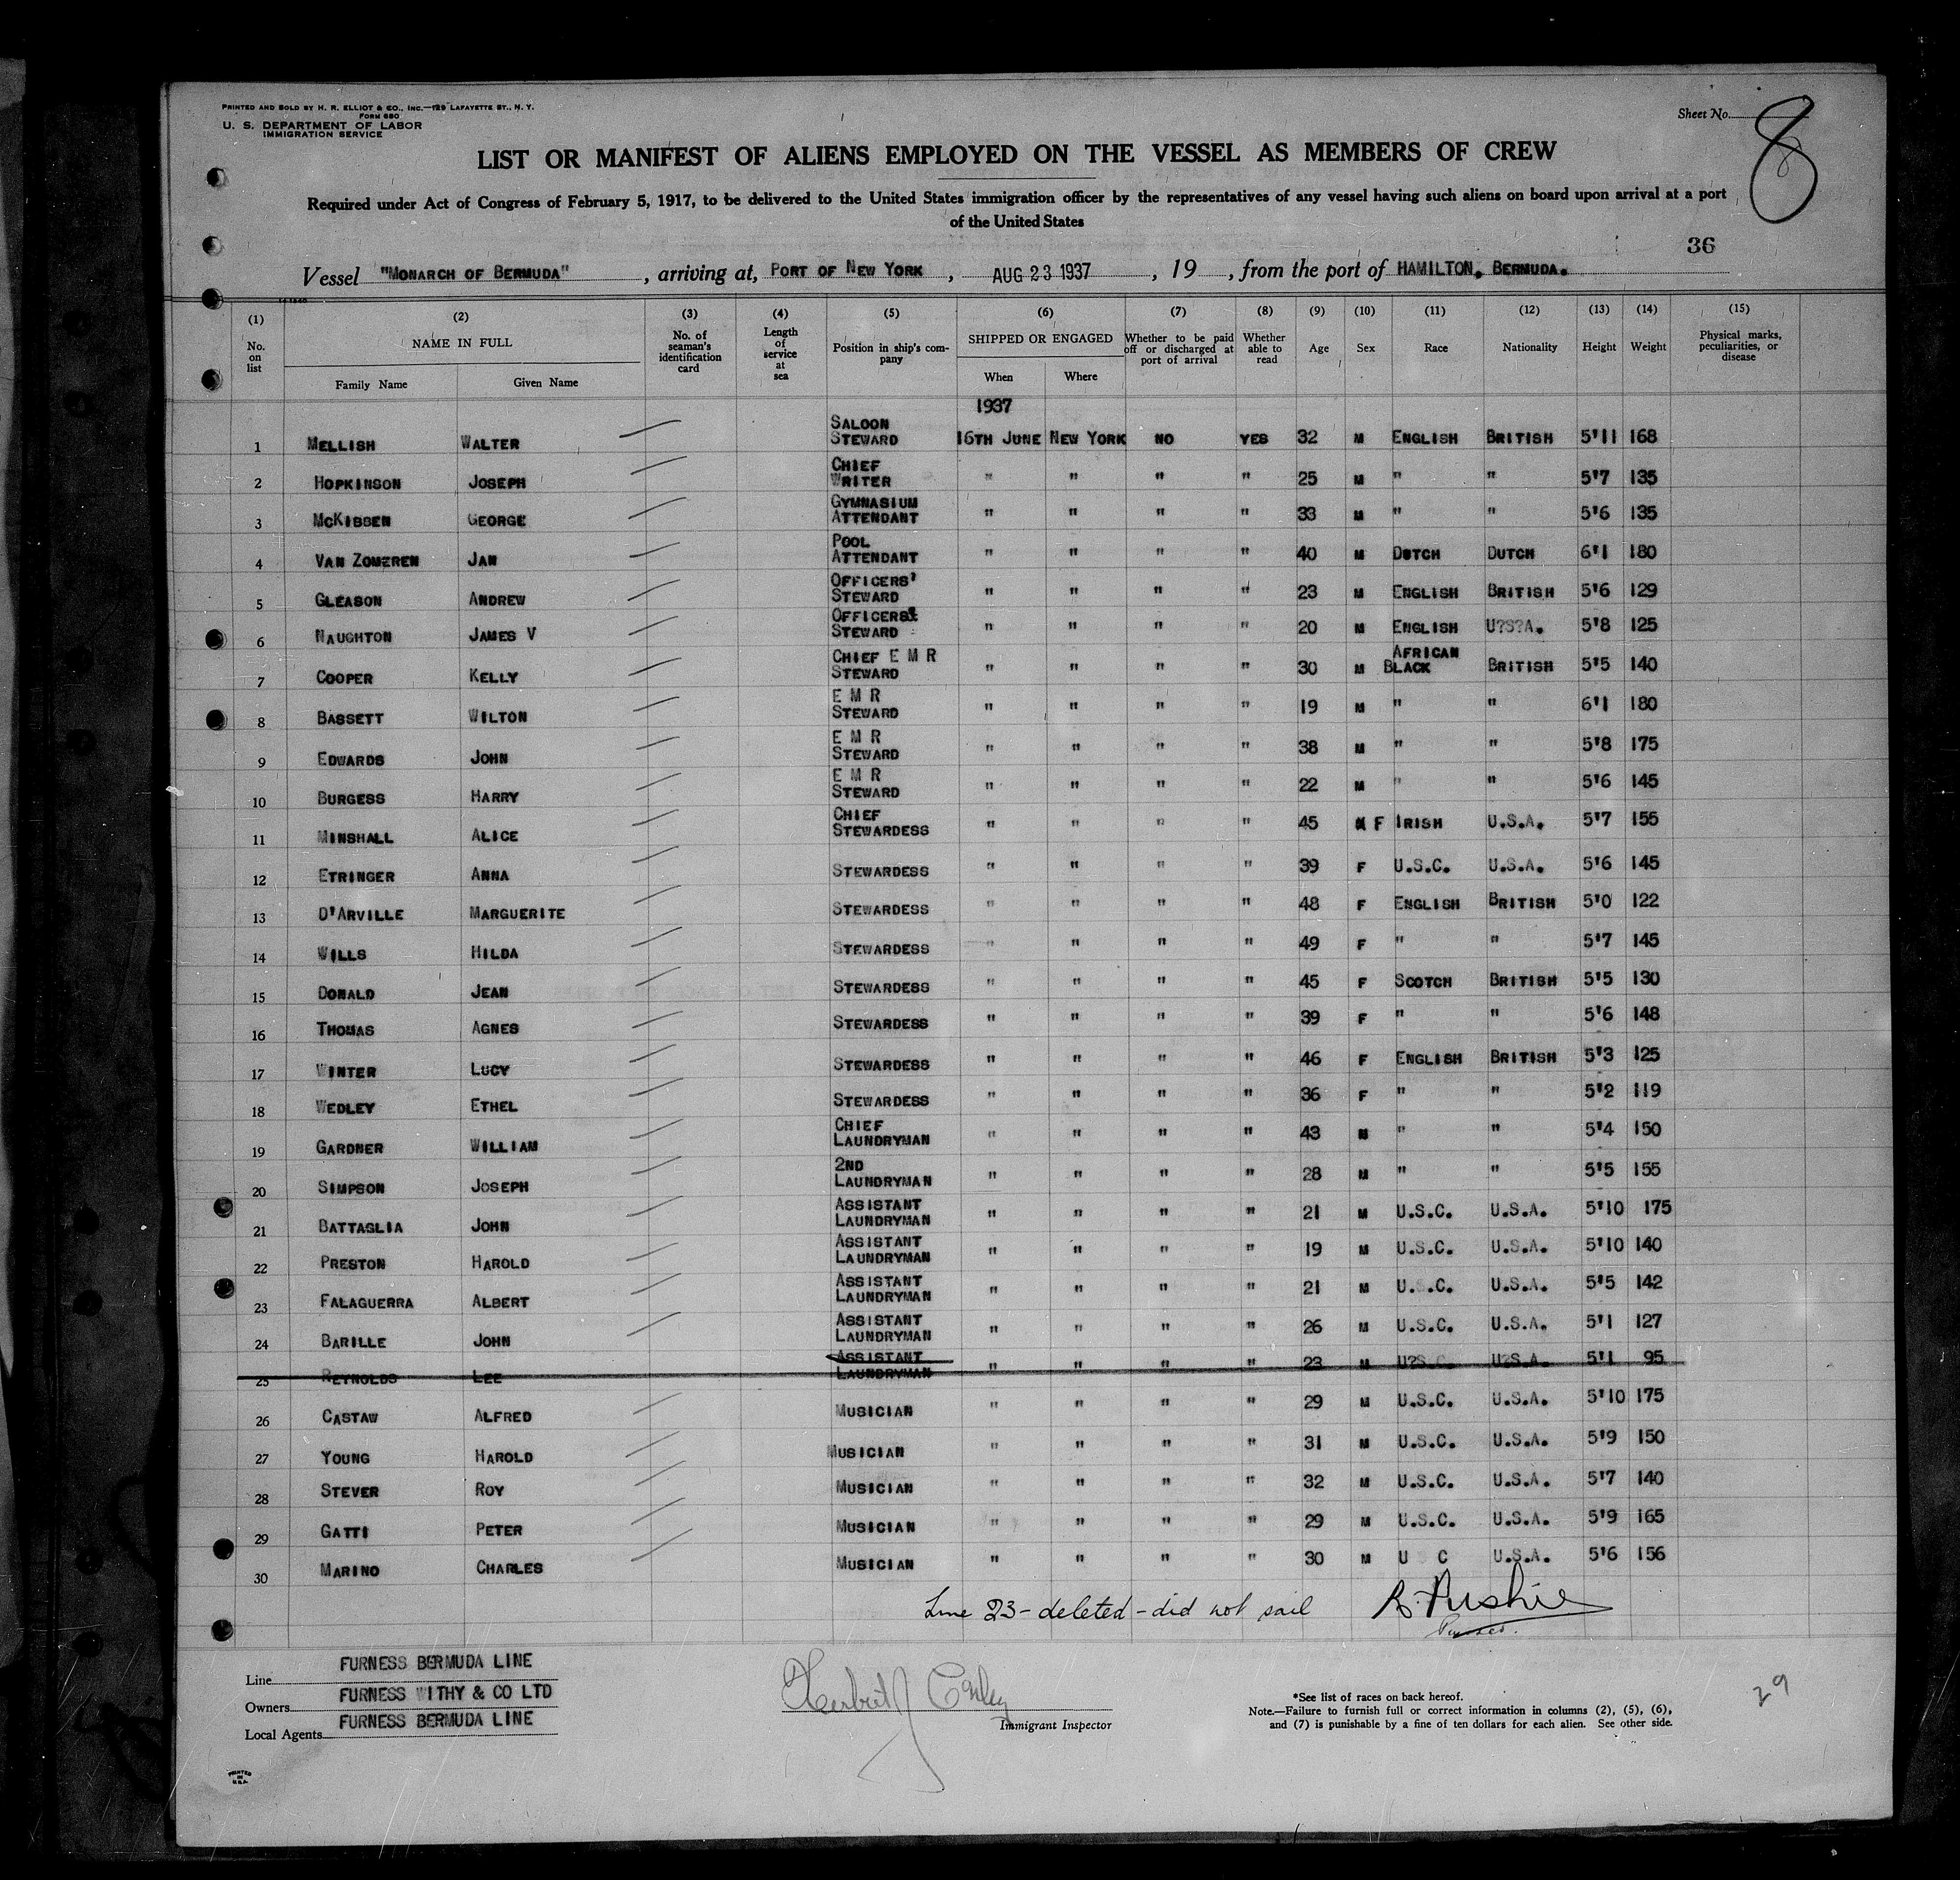 PRINTED AND SOLD BY H. R. ELLIOT & CO., INC.—129 LAFAYETTE ST., N. Y.
FORM 680
U. S. DEPARTMENT OF LABOR
IMMIGRATION SERVICE
Sheet No. 8
LIST OR MANIFEST OF ALIENS EMPLOYED ON THE VESSEL AS MEMBERS OF CREW
Required under Act of Congress of February 5, 1917, to be delivered to the United States immigration officer by the representatives of any vessel having such aliens on board upon arrival at a port
of the United States
36
Vessel "MONARCH OF BERMUDA", arriving at, PORT OF NEW YORK, AUG 23 1937, 19, from the port of HAMILTON, BERMUDA.
(1) No. on list (2) NAME IN FULL Family Name Given Name (3) No. of seaman's identification card (4) Length of service at sea (5) Position in ship's company (6) SHIPPED OR ENGAGED When Where (7) Whether to be paid off or discharged at port of arrival (8) Whether able to read (9) Age (10) Sex (11) Race (12) Nationality (13) Height (14) Weight (15) Physical marks, peculiarities, or disease
1937
1 MELLISH WALTER SALOON STEWARD 16TH JUNE NEW YORK NO YES 32 M ENGLISH BRITISH 5'11 168
2 HOPKINSON JOSEPH CHIEF WRITER " " " " 25 M " " 5'7 135
3 MCKIBBEN GEORGE GYMNASIUM ATTENDANT " " " " 33 M " " 5'6 135
4 VAN ZOMEREN JAN POOL ATTENDANT " " " " 40 M DUTCH DUTCH 6'1 180
5 GLEASON ANDREW OFFICERS' STEWARD " " " " 23 M ENGLISH BRITISH 5'6 129
6 NAUGHTON JAMES V OFFICERS' STEWARD " " " " 20 M ENGLISH U?S?A. 5'8 125
7 COOPER KELLY CHIEF E M R STEWARD " " " " 30 M AFRICAN BLACK BRITISH 5'5 140
8 BASSETT WILTON E M R STEWARD " " " " 19 M " " 6'1 180
9 EDWARDS JOHN E M R STEWARD " " " " 38 M " " 5'8 175
10 BURGESS HARRY E M R STEWARD " " " " 22 M " " 5'6 145
11 MINSHALL ALICE CHIEF STEWARDESS " " " " 45 F IRISH U.S.A. 5'7 155
12 ETRINGER ANNA STEWARDESS " " " " 39 F U.S.C. U.S.A. 5'6 145
13 D'ARVILLE MARGUERITE STEWARDESS " " " " 48 F ENGLISH BRITISH 5'0 122
14 WILLS HILDA STEWARDESS " " " " 49 F " " 5'7 145
15 DONALD JEAN STEWARDESS " " " " 45 F SCOTCH BRITISH 5'5 130
16 THOMAS AGNES STEWARDESS " " " " 39 F " " 5'6 148
17 WINTER LUCY STEWARDESS " " " " 46 F ENGLISH BRITISH 5'3 125
18 WEDLEY ETHEL STEWARDESS " " " " 36 F " " 5'2 119
19 GARDNER WILLIAM CHIEF LAUNDRYMAN " " " " 43 M " " 5'4 150
20 SIMPSON JOSEPH 2ND LAUNDRYMAN " " " " 28 M " " 5'5 155
21 BATTAGLIA JOHN ASSISTANT LAUNDRYMAN " " " " 21 M U.S.C. U.S.A. 5'10 175
22 PRESTON HAROLD ASSISTANT LAUNDRYMAN " " " " 19 M U.S.C. U.S.A. 5'10 140
23 FALAGUERRA ALBERT ASSISTANT LAUNDRYMAN " " " " 21 M U.S.C. U.S.A. 5'5 142
24 BARILLE JOHN ASSISTANT LAUNDRYMAN " " " " 26 M U.S.C. U.S.A. 5'1 127
25 REYNOLDS LEE ASSISTANT LAUNDRYMAN " " " " 23 M U?S.C. U?S.A. 5'1 95
26 CASTAW ALFRED MUSICIAN " " " " 29 M U.S.C. U.S.A. 5'10 175
27 YOUNG HAROLD MUSICIAN " " " " 31 M U.S.C. U.S.A. 5'9 150
28 STEVER ROY MUSICIAN " " " " 32 M U.S.C. U.S.A. 5'7 140
29 GATTI PETER MUSICIAN " " " " 29 M U.S.C. U.S.A. 5'9 165
30 MARINO CHARLES MUSICIAN " " " " 30 M U C U.S.A. 5'6 156
Line 23 - deleted - did not sail
Purser.
Line FURNESS BERMUDA LINE
Owners FURNESS WITHY & CO LTD
Local Agents FURNESS BERMUDA LINE
Herbert J
Immigrant Inspector
*See list of races on back hereof.
Note.—Failure to furnish full or correct information in columns (2), (5), (6),
and (7) is punishable by a fine of ten dollars for each alien. See other side.
29
PRINTED
IN
U.S.A.